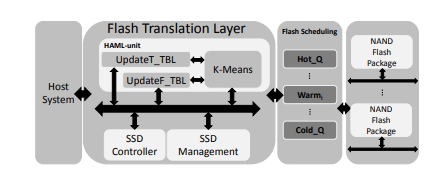 Flash Translation Layer
HAML-unit
UpdateT_TBL
UpdateF_TBL
K-Means
Host
System
SSD
Controller
SSD
Management
Flash Scheduling
Hot_Q
⋮
Warmᵢ
⋮
Cold_Q
NAND
Flash
Package
⋮
NAND
Flash
Package